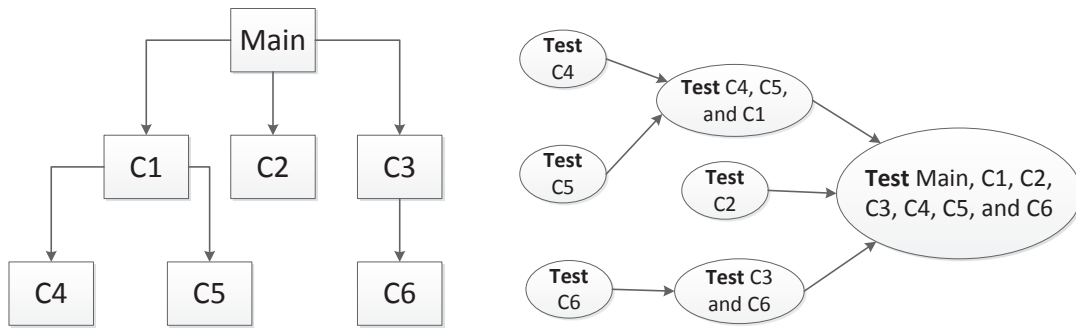 Main
C1
C2
C3
C4
C5
C6
Test
C4
Test
C5
Test C4, C5,
and C1
Test
C2
Test
C6
Test C3
and C6
Test Main, C1, C2,
C3, C4, C5, and C6